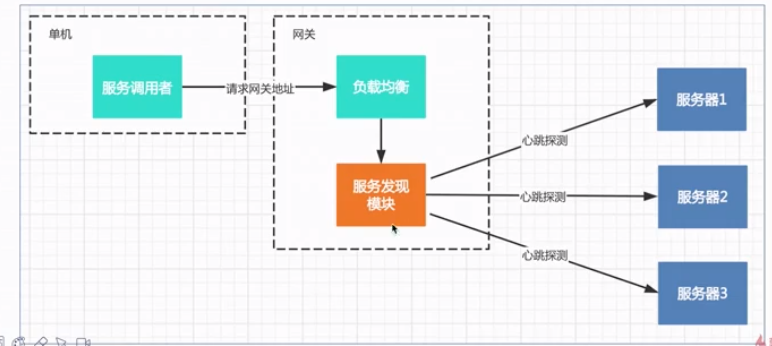 单机
网关
服务调用者
请求网关地址
负载均衡
服务发现
模块
心跳探测
心跳探测
心跳探测
服务器1
服务器2
服务器3